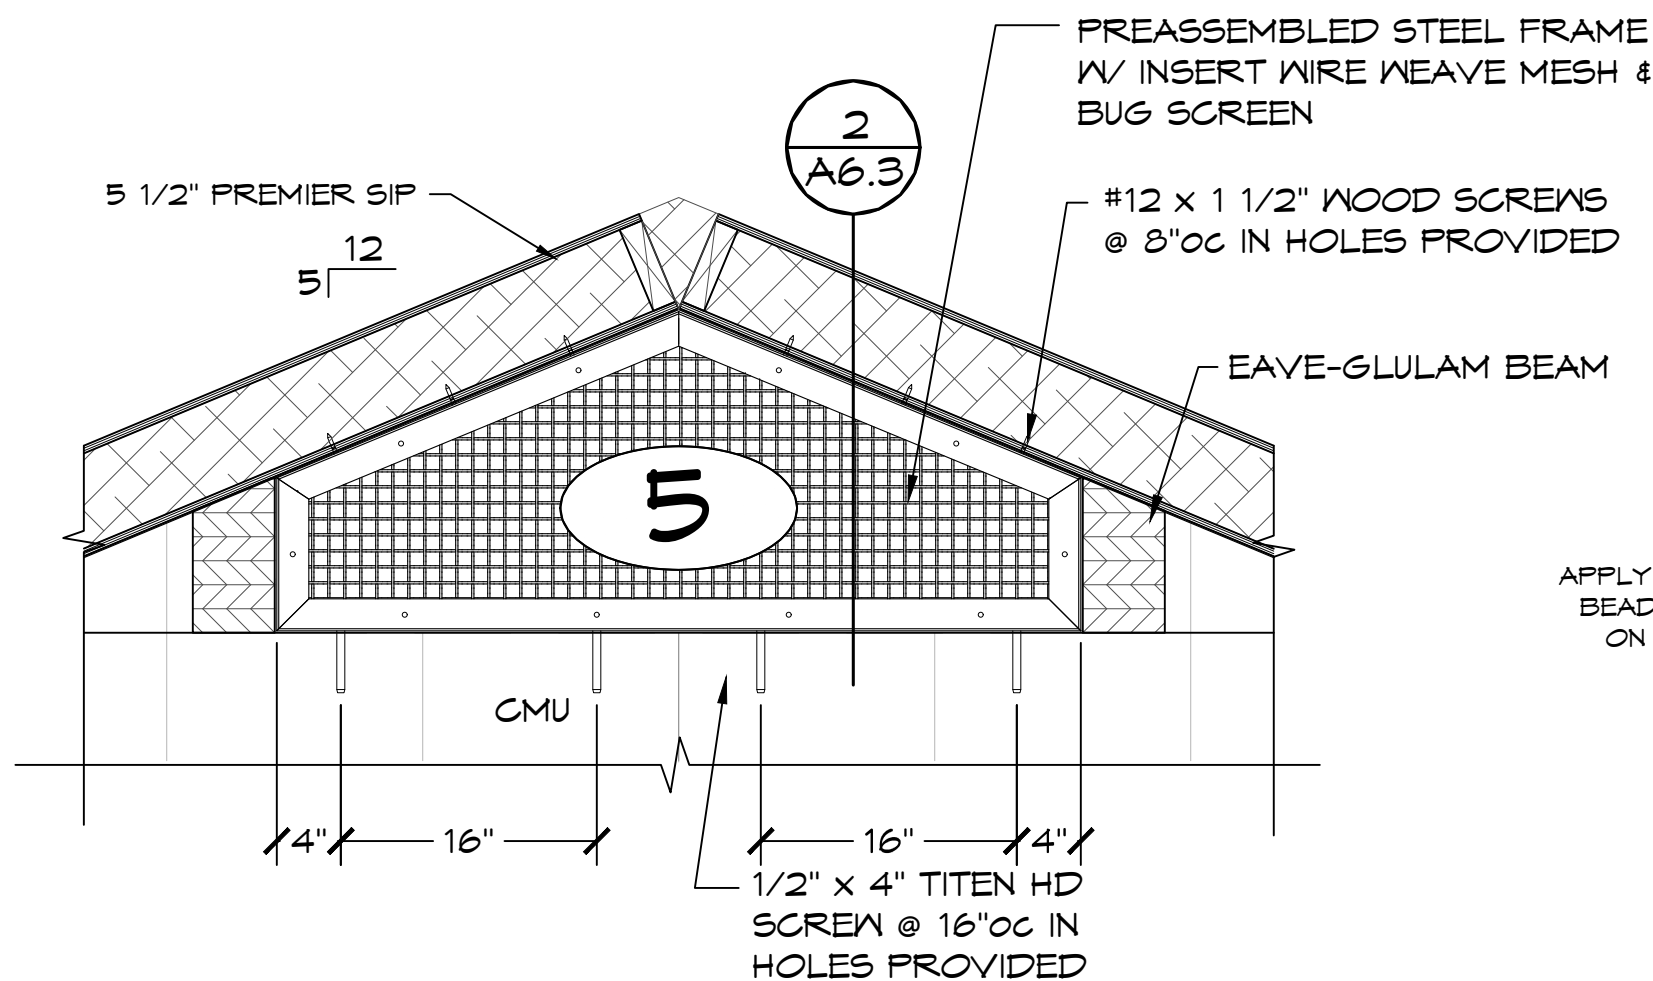 PREASSEMBLED STEEL FRAME
W/ INSERT WIRE WEAVE MESH &
BUG SCREEN
2
A6.3
5 1/2" PREMIER SIP
#12 x 1 1/2" WOOD SCREWS
@ 8"oc IN HOLES PROVIDED
12
5
EAVE-GLULAM BEAM
5
APPLY
BEAD
ON
CMU
4"
16"
16"
4"
1/2" x 4" TITEN HD
SCREW @ 16"oc IN
HOLES PROVIDED